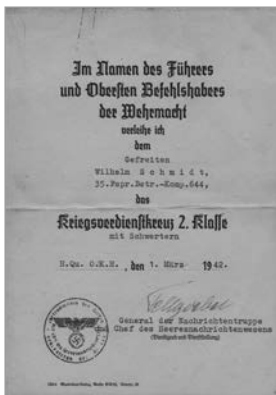 Im Namen des Führers
und Obersten Befehlshabers
der Wehrmacht
verleihe ich
dem
Gefreiten
Wilhelm Schmidt,
35.Fspr.Betr.-Komp.644,
das
Kriegsverdienstkreuz 2. Klasse
mit Schwertern
H.Qu. O.K.H., den 1. März 1942.
General der Nachrichtentruppe
Chef des Heeresnachrichtenwesens
(Dienstgrad und Dienststellung)